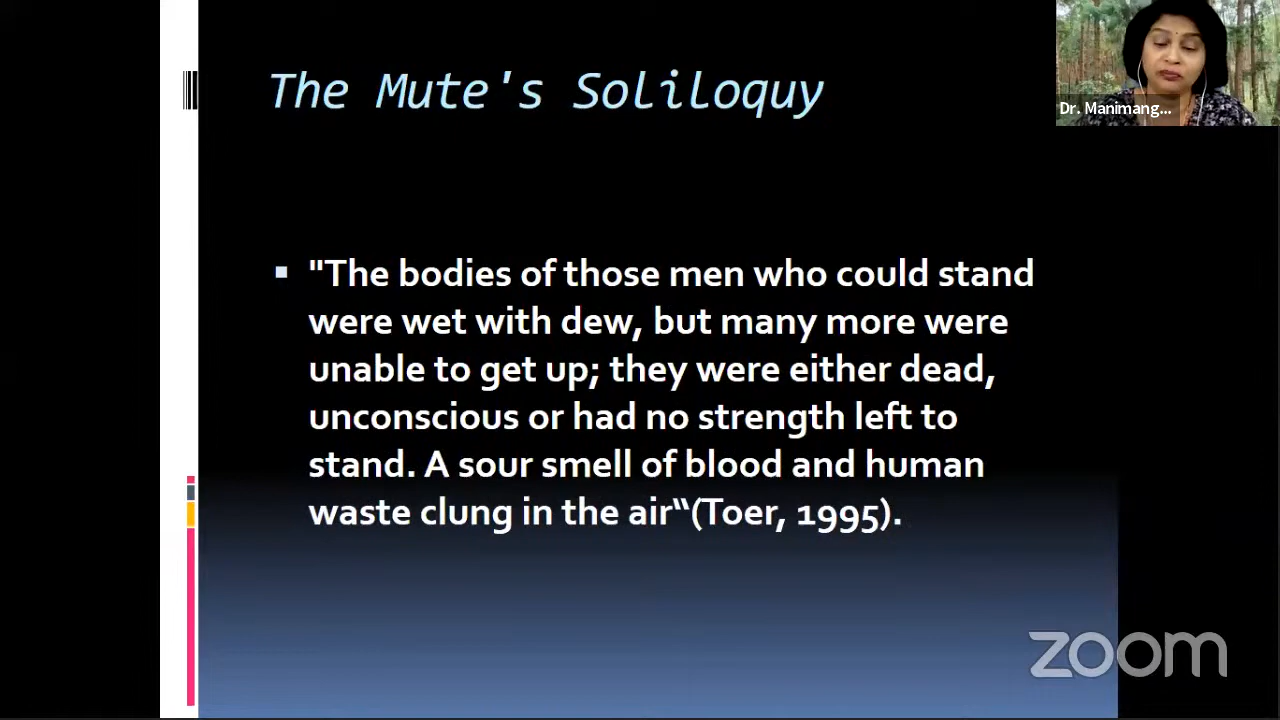 The Mute's Soliloquy
Dr. Manimang...
"The bodies of those men who could stand
were wet with dew, but many more were
unable to get up; they were either dead,
unconscious or had no strength left to
stand. A sour smell of blood and human
waste clung in the air“(Toer, 1995).
zoom